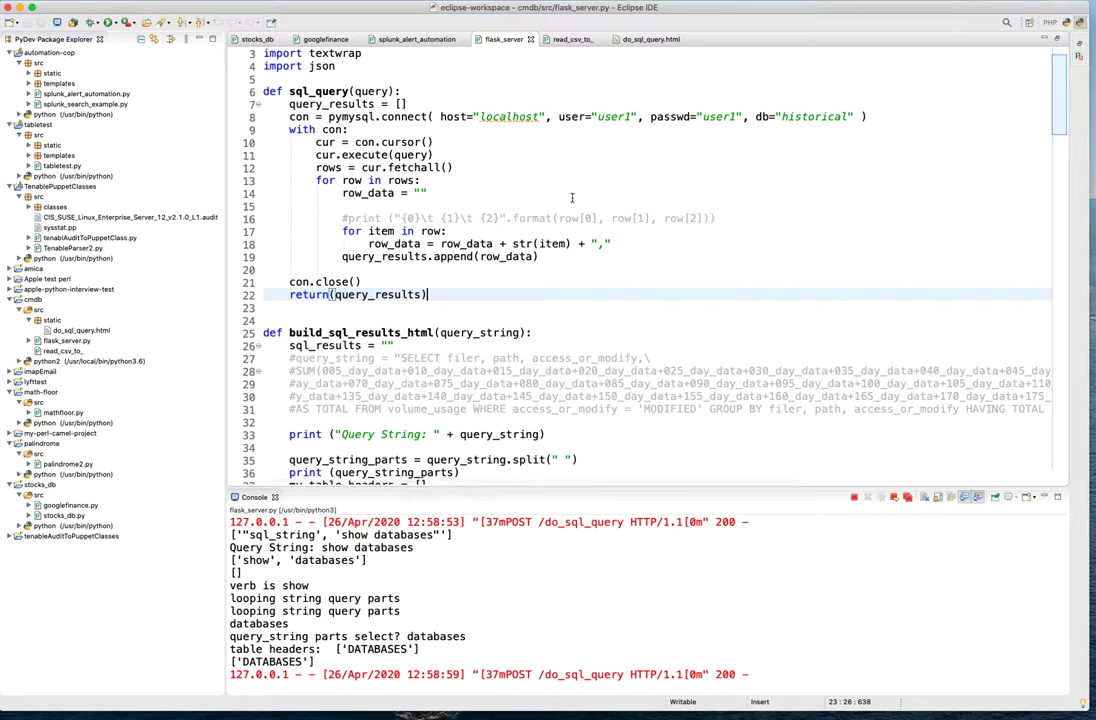 eclipse-workspace - cmdb/src/flask_server.py - Eclipse IDE
PHP
PyDev Package Explorer
automation-cop
src
static
templates
splunk_alert_automation.py
splunk_search_example.py
python (/usr/bin/python)
tabletest
src
static
templates
tabletest.py
python (/usr/bin/python)
TenablePuppetClasses
src
classes
CIS_SUSE_Linux_Enterprise_Server_12_v2.1.0_L1.audit
sysstat.pp
tenablAuditToPuppetClass.py
TenableParser2.py
python (/usr/bin/python)
amica
Apple test perl
apple-python-interview-test
cmdb
src
static
do_sql_query.html
flask_server.py
read_csv_to_
python2 (/usr/local/bin/python3.6)
imapEmail
lyfttest
math-floor
src
mathfloor.py
python (/usr/bin/python)
my-perl-camel-project
palindrome
src
palindrome2.py
python (/usr/bin/python)
stocks_db
src
googlefinance.py
stocks_db.py
python (/usr/bin/python)
tenableAuditToPuppetClasses
stocks_db
googlefinance
splunk_alert_automation
flask_server
read_csv_to_
do_sql_query.html
3 import textwrap
4 import json
5
6 def sql_query(query):
7 query_results = []
8 con = pymysql.connect( host="localhost", user="user1", passwd="user1", db="historical" )
9 with con:
10 cur = con.cursor()
11 cur.execute(query)
12 rows = cur.fetchall()
13 for row in rows:
14 row_data = ""
15
16 #print ("{0}\t {1}\t {2}".format(row[0], row[1], row[2]))
17 for item in row:
18 row_data = row_data + str(item) + ","
19 query_results.append(row_data)
20
21 con.close()
22 return(query_results)
23
24
25 def build_sql_results_html(query_string):
26 sql_results = ""
27 #query_string = "SELECT filer, path, access_or_modify,\
28 #SUM(005_day_data+010_day_data+015_day_data+020_day_data+025_day_data+030_day_data+035_day_data+040_day_data+045_day_
29 #ay_data+070_day_data+075_day_data+080_day_data+085_day_data+090_day_data+095_day_data+100_day_data+105_day_data+110_
30 #y_data+135_day_data+140_day_data+145_day_data+150_day_data+155_day_data+160_day_data+165_day_data+170_day_data+175_
31 #AS TOTAL FROM volume_usage WHERE access_or_modify = 'MODIFIED' GROUP BY filer, path, access_or_modify HAVING TOTAL
32
33 print ("Query String: " + query_string)
34
35 query_string_parts = query_string.split(" ")
36 print (query_string_parts)
Console
flask_server.py [/usr/bin/python3]
127.0.0.1 - - [26/Apr/2020 12:58:53] "[37mPOST /do_sql_query HTTP/1.1[0m" 200 -
['"sql_string', 'show databases"']
Query String: show databases
['show', 'databases']
[]
verb is show
looping string query parts
looping string query parts
databases
query_string parts select? databases
table headers:  ['DATABASES']
['DATABASES']
127.0.0.1 - - [26/Apr/2020 12:58:59] "[37mPOST /do_sql_query HTTP/1.1[0m" 200 -
Writable
Insert
23 : 26 : 638